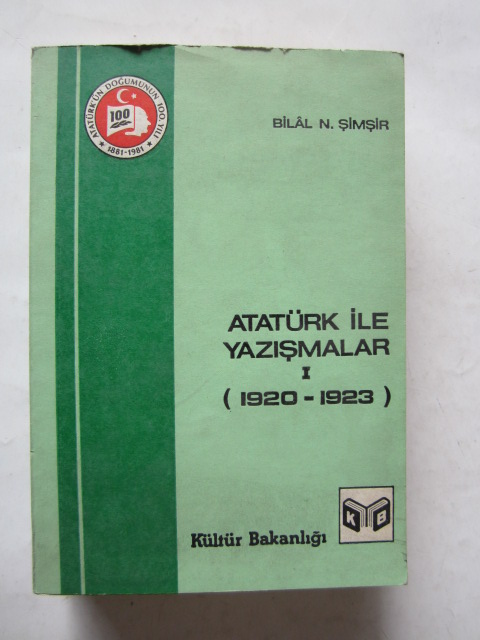 ATATÜRK'ÜN DOĞUMUNUN 100. YILI
100
1881-1981
BİLÂL N. ŞİMŞİR
ATATÜRK İLE
YAZIŞMALAR
I
( 1920 - 1923 )
Kültür Bakanlığı
K B